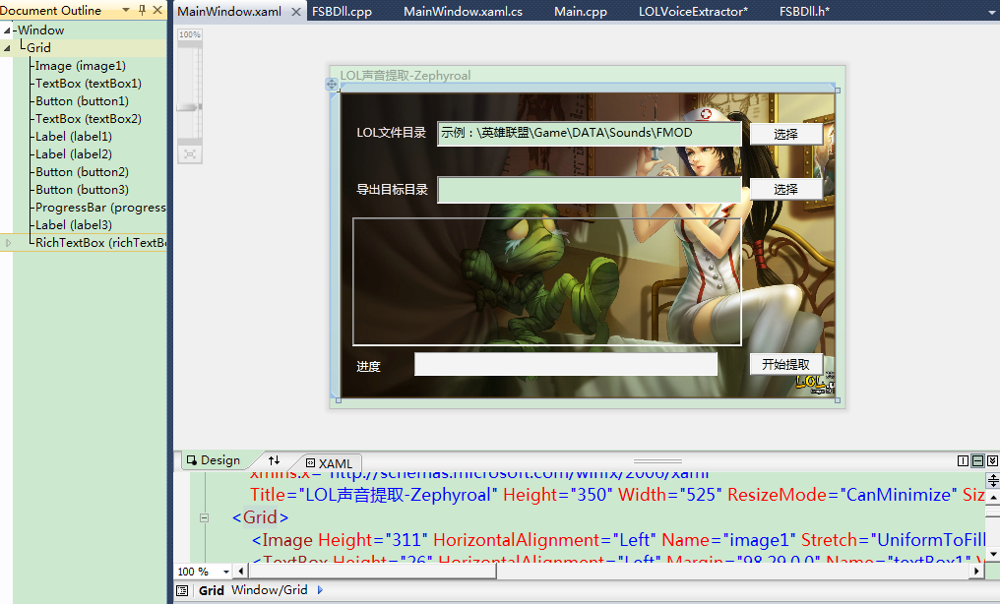 Document Outline
Window
Grid
Image (image1)
TextBox (textBox1)
Button (button1)
TextBox (textBox2)
Label (label1)
Label (label2)
Button (button2)
Button (button3)
ProgressBar (progress
Label (label3)
RichTextBox (richTextBo
MainWindow.xaml FSBDll.cpp MainWindow.xaml.cs Main.cpp LOLVoiceExtractor* FSBDll.h*
100%
LOL声音提取-Zephyroal
LOL文件目录 示例：\英雄联盟\Game\DATA\Sounds\FMOD 选择
导出目标目录 选择
进度 开始提取
LOL
Design XAML
xmlns:x="http://schemas.microsoft.com/winfx/2006/xaml"
Title="LOL声音提取-Zephyroal" Height="350" Width="525" ResizeMode="CanMinimize" Siz
<Grid>
<Image Height="311" HorizontalAlignment="Left" Name="image1" Stretch="UniformToFill
<TextBox Height="26" HorizontalAlignment="Left" Margin="98,29,0,0" Name="textBox1" V
100 %
Grid Window/Grid